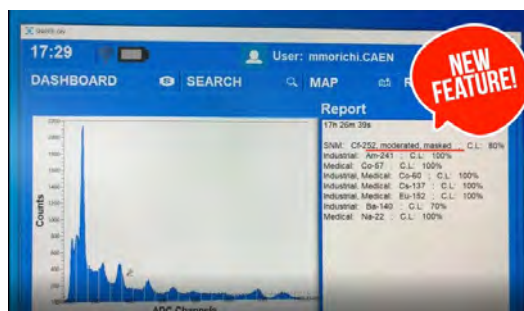 17:29
User: mmorichi.CAEN
DASHBOARD
SEARCH
MAP
R
NEW
FEATURE!
Report
17h 26m 39s
SNM: Cf-252, moderated, masked : C.L: 80%
Industrial: Am-241 : C.L: 100%
Medical: Co-57 : C.L: 100%
Industrial, Medical: Co-60 : C.L: 100%
Industrial, Medical: Cs-137 : C.L: 100%
Industrial, Medical: Eu-152 : C.L: 100%
Industrial: Ba-140 : C.L: 70%
Medical: Na-22 : C.L: 100%
Counts
ADC Channels